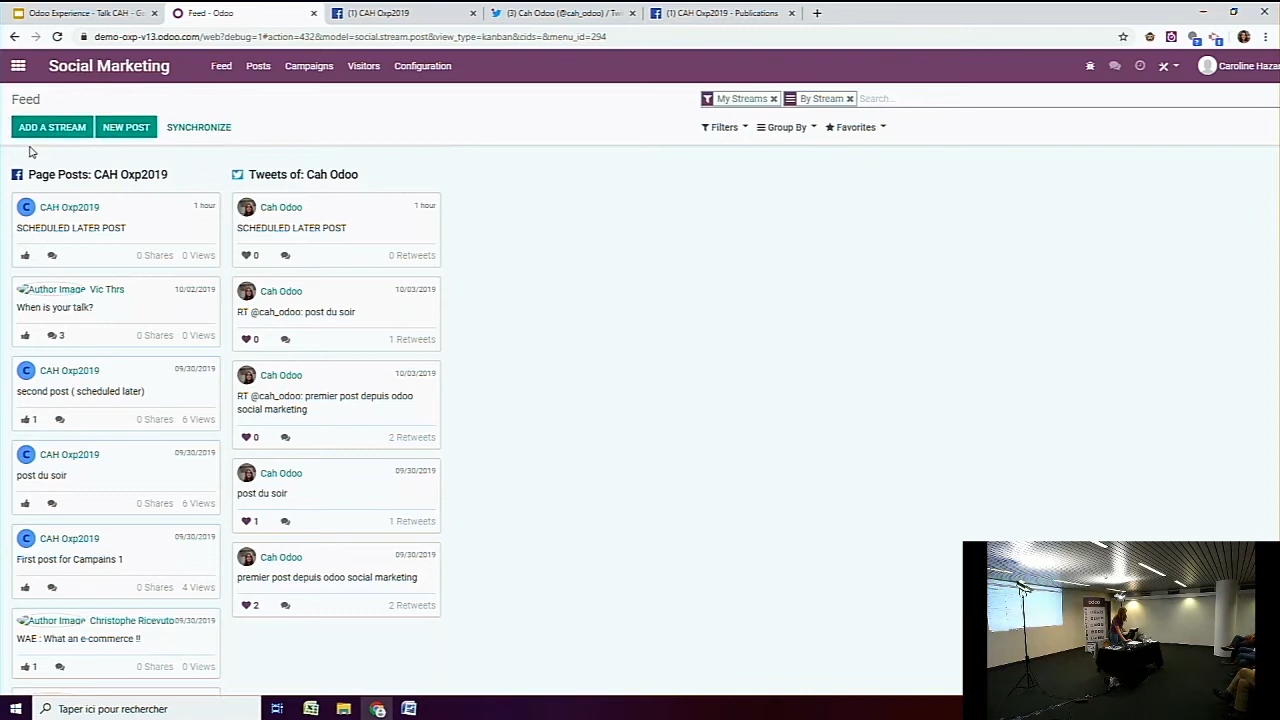 Odoo Experience - Talk CAH - G
Feed - Odoo
(1) CAH Oxp2019
(3) Cah Odoo (@cah_odoo) / Twi
(1) CAH Oxp2019 - Publications
demo-oxp-v13.odoo.com/web?debug=1#action=432&model=social.stream.post&view_type=kanban&cids=&menu_id=294
Social Marketing Feed Posts Campaigns Visitors Configuration Caroline Hazar
Feed My Streams By Stream Search...
ADD A STREAM NEW POST SYNCHRONIZE Filters Group By Favorites
Page Posts: CAH Oxp2019
C CAH Oxp2019 1 hour
SCHEDULED LATER POST
0 Shares 0 Views
Author Image Vic Thrs 10/02/2019
When is your talk?
3 0 Shares 0 Views
C CAH Oxp2019 09/30/2019
second post ( scheduled later)
1 0 Shares 6 Views
C CAH Oxp2019 09/30/2019
post du soir
0 Shares 6 Views
C CAH Oxp2019 09/30/2019
First post for Campains 1
0 Shares 4 Views
Author Image Christophe Ricevuto 09/30/2019
WAE : What an e-commerce !!
1 0 Shares 0 Views
Tweets of: Cah Odoo
Cah Odoo 1 hour
SCHEDULED LATER POST
0 0 Retweets
Cah Odoo 10/03/2019
RT @cah_odoo: post du soir
0 1 Retweets
Cah Odoo 10/03/2019
RT @cah_odoo: premier post depuis odoo
social marketing
0 2 Retweets
Cah Odoo 09/30/2019
post du soir
1 1 Retweets
Cah Odoo 09/30/2019
premier post depuis odoo social marketing
2 2 Retweets
odoo
Taper ici pour rechercher